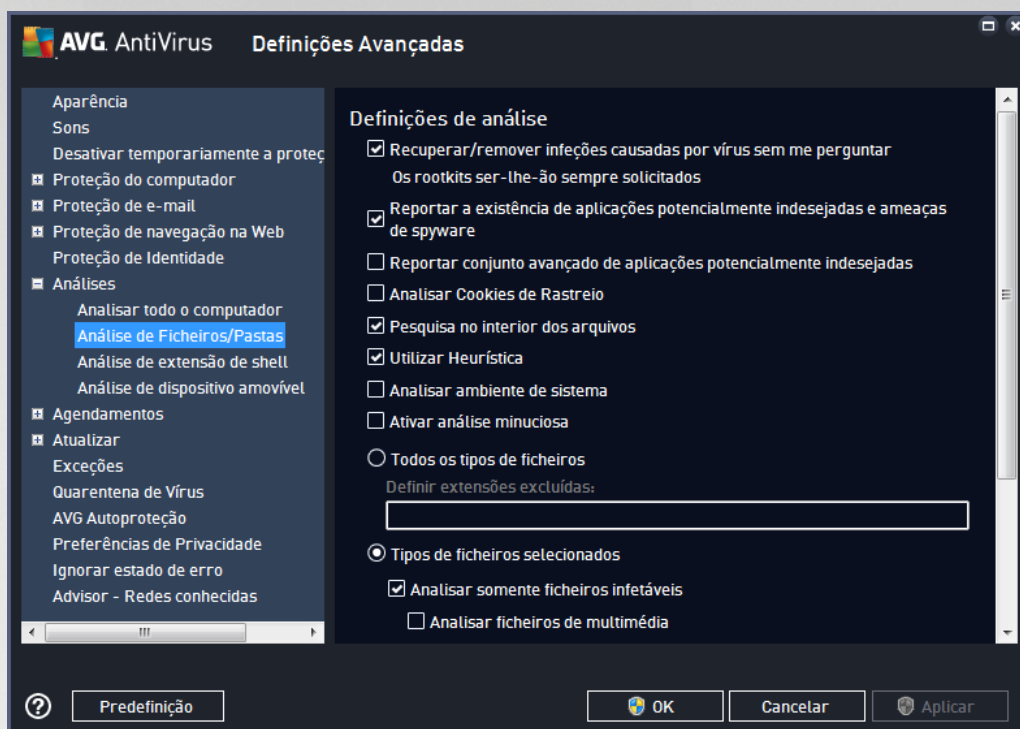 AVG. AntiVirus
Definições Avançadas
Aparência
Sons
Desativar temporariamente a proteç
Proteção do computador
Proteção de e-mail
Proteção de navegação na Web
Proteção de Identidade
Análises
Analisar todo o computador
Análise de Ficheiros/Pastas
Análise de extensão de shell
Análise de dispositivo amovível
Agendamentos
Atualizar
Exceções
Quarentena de Vírus
AVG Autoproteção
Preferências de Privacidade
Ignorar estado de erro
Advisor - Redes conhecidas
Definições de análise
Recuperar/remover infeções causadas por vírus sem me perguntar
Os rootkits ser-lhe-ão sempre solicitados
Reportar a existência de aplicações potencialmente indesejadas e ameaças
de spyware
Reportar conjunto avançado de aplicações potencialmente indesejadas
Analisar Cookies de Rastreio
Pesquisa no interior dos arquivos
Utilizar Heurística
Analisar ambiente de sistema
Ativar análise minuciosa
Todos os tipos de ficheiros
Definir extensões excluídas:
Tipos de ficheiros selecionados
Analisar somente ficheiros infetáveis
Analisar ficheiros de multimédia
Predefinição
OK
Cancelar
Aplicar